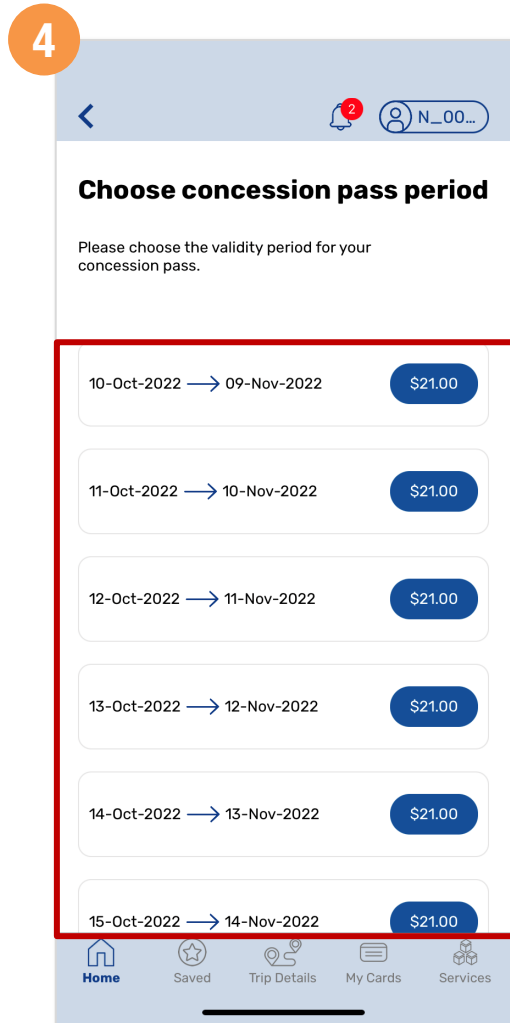 4
2
N_00...
Choose concession pass period
Please choose the validity period for your
concession pass.
10-Oct-2022 09-Nov-2022 $21.00
11-Oct-2022 10-Nov-2022 $21.00
12-Oct-2022 11-Nov-2022 $21.00
13-Oct-2022 12-Nov-2022 $21.00
14-Oct-2022 13-Nov-2022 $21.00
15-Oct-2022 14-Nov-2022 $21.00
Home Saved Trip Details My Cards Services